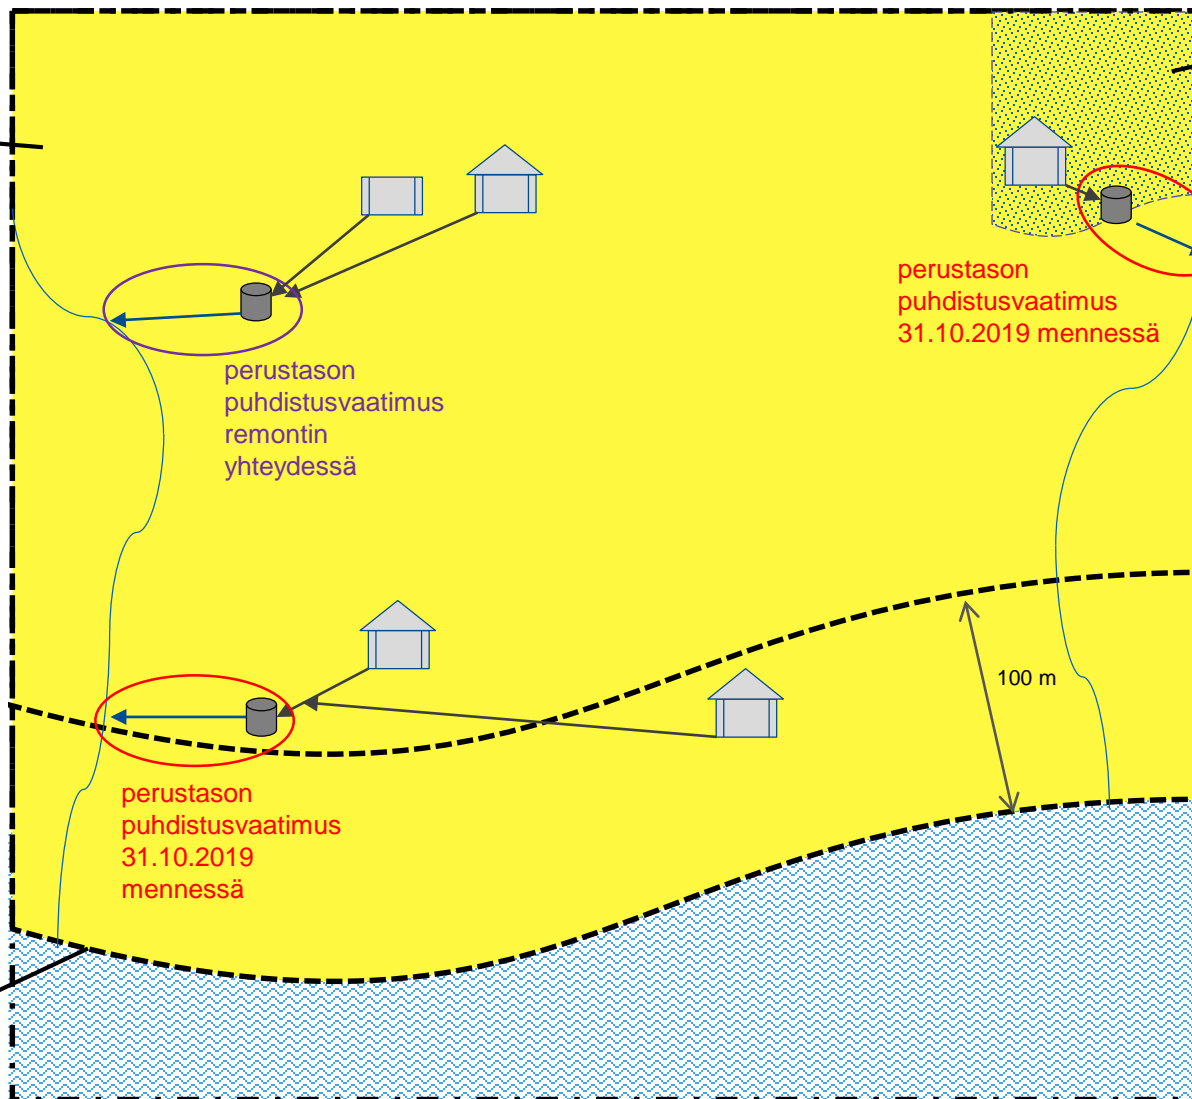 perustason
puhdistusvaatimus
31.10.2019 mennessä
perustason
puhdistusvaatimus
remontin
yhteydessä
100 m
perustason
puhdistusvaatimus
31.10.2019
mennessä